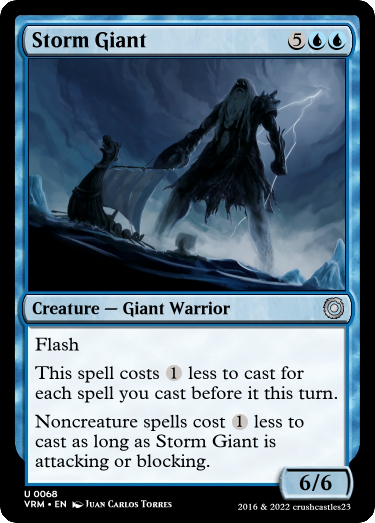 Storm Giant 5
Creature — Giant Warrior
Flash
This spell costs 1 less to cast for
each spell you cast before it this turn.
Noncreature spells cost 1 less to
cast as long as Storm Giant is
attacking or blocking.
6/6
U 0068
VRM • EN Juan Carlos Torres
2016 & 2022 crushcastles23